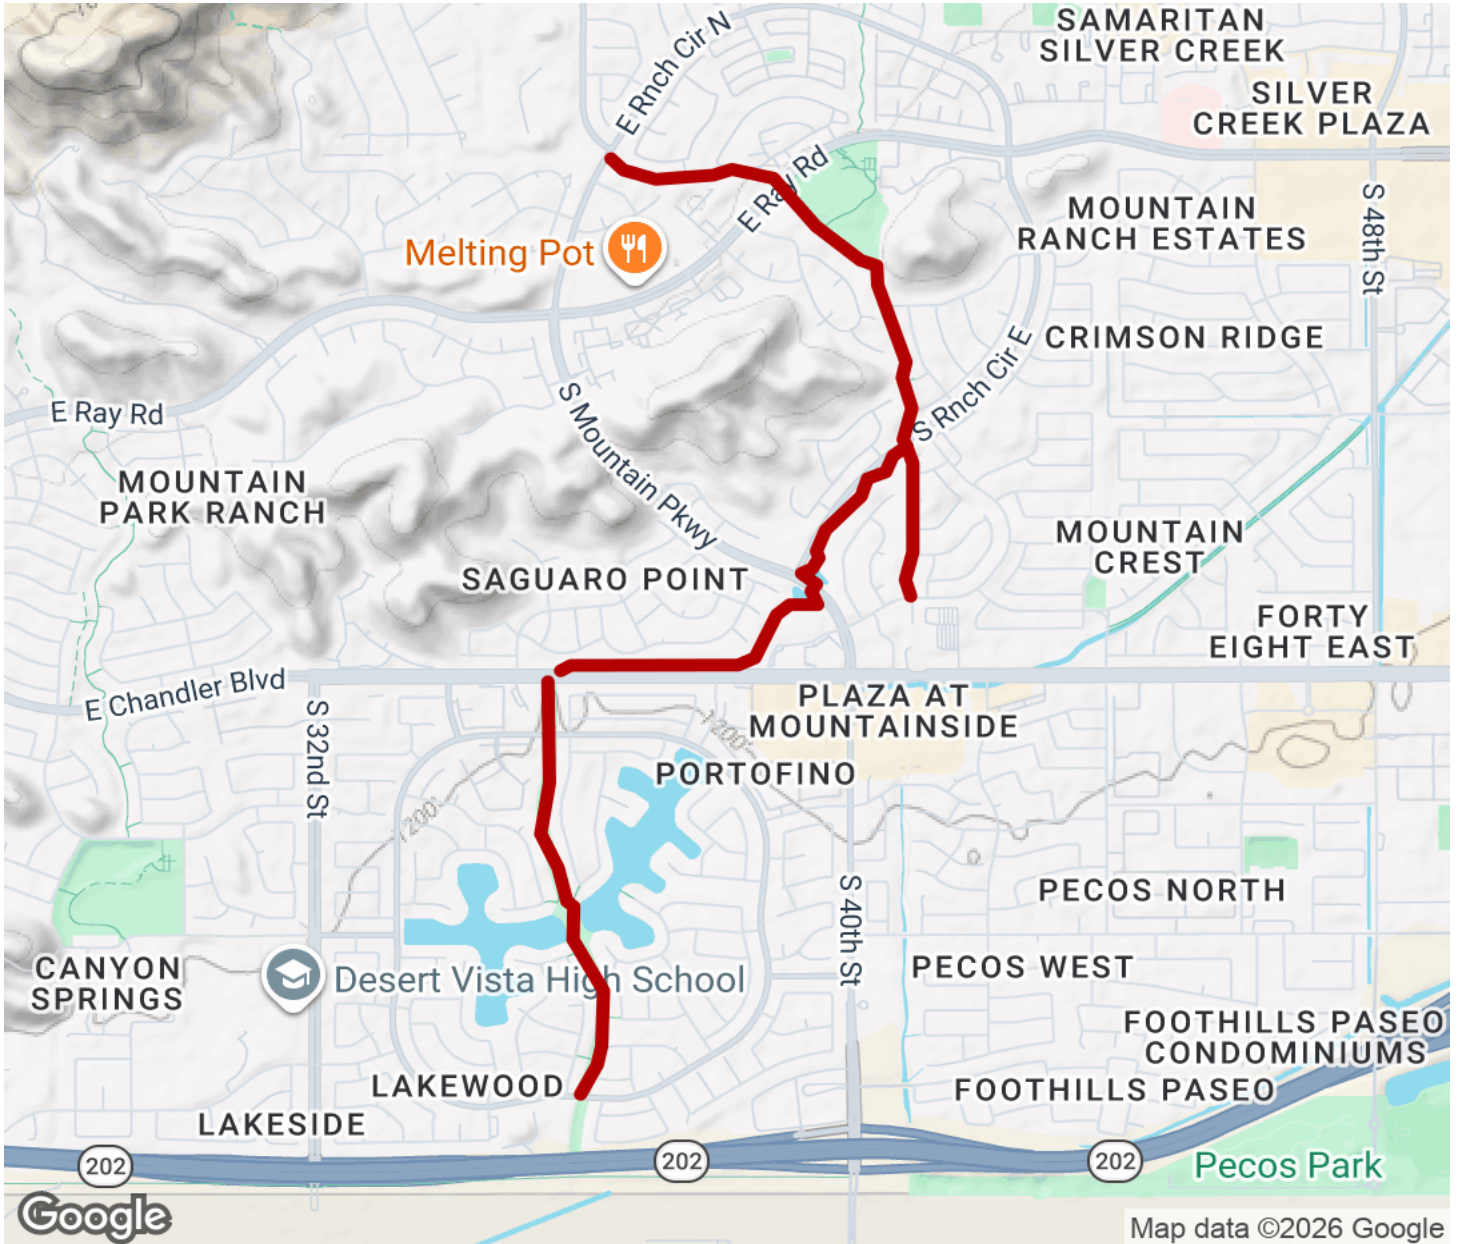 SAMARITAN
SILVER CREEK
E Rnch Cir N
SILVER
CREEK PLAZA
E Ray Rd
S 48th St
MOUNTAIN
RANCH ESTATES
Melting Pot
CRIMSON RIDGE
S Rnch Cir E
E Ray Rd
S Mountain Pkwy
MOUNTAIN
PARK RANCH
MOUNTAIN
CREST
SAGUARO POINT
FORTY
EIGHT EAST
E Chandler Blvd
S 32nd St
PLAZA AT
MOUNTAINSIDE
1200'
PORTOFINO
1200'
PECOS NORTH
S 40th St
CANYON
SPRINGS
Desert Vista High School
PECOS WEST
FOOTHILLS PASEO
CONDOMINIUMS
LAKEWOOD
FOOTHILLS PASEO
LAKESIDE
202
202
202
Pecos Park
Google
Map data ©2026 Google